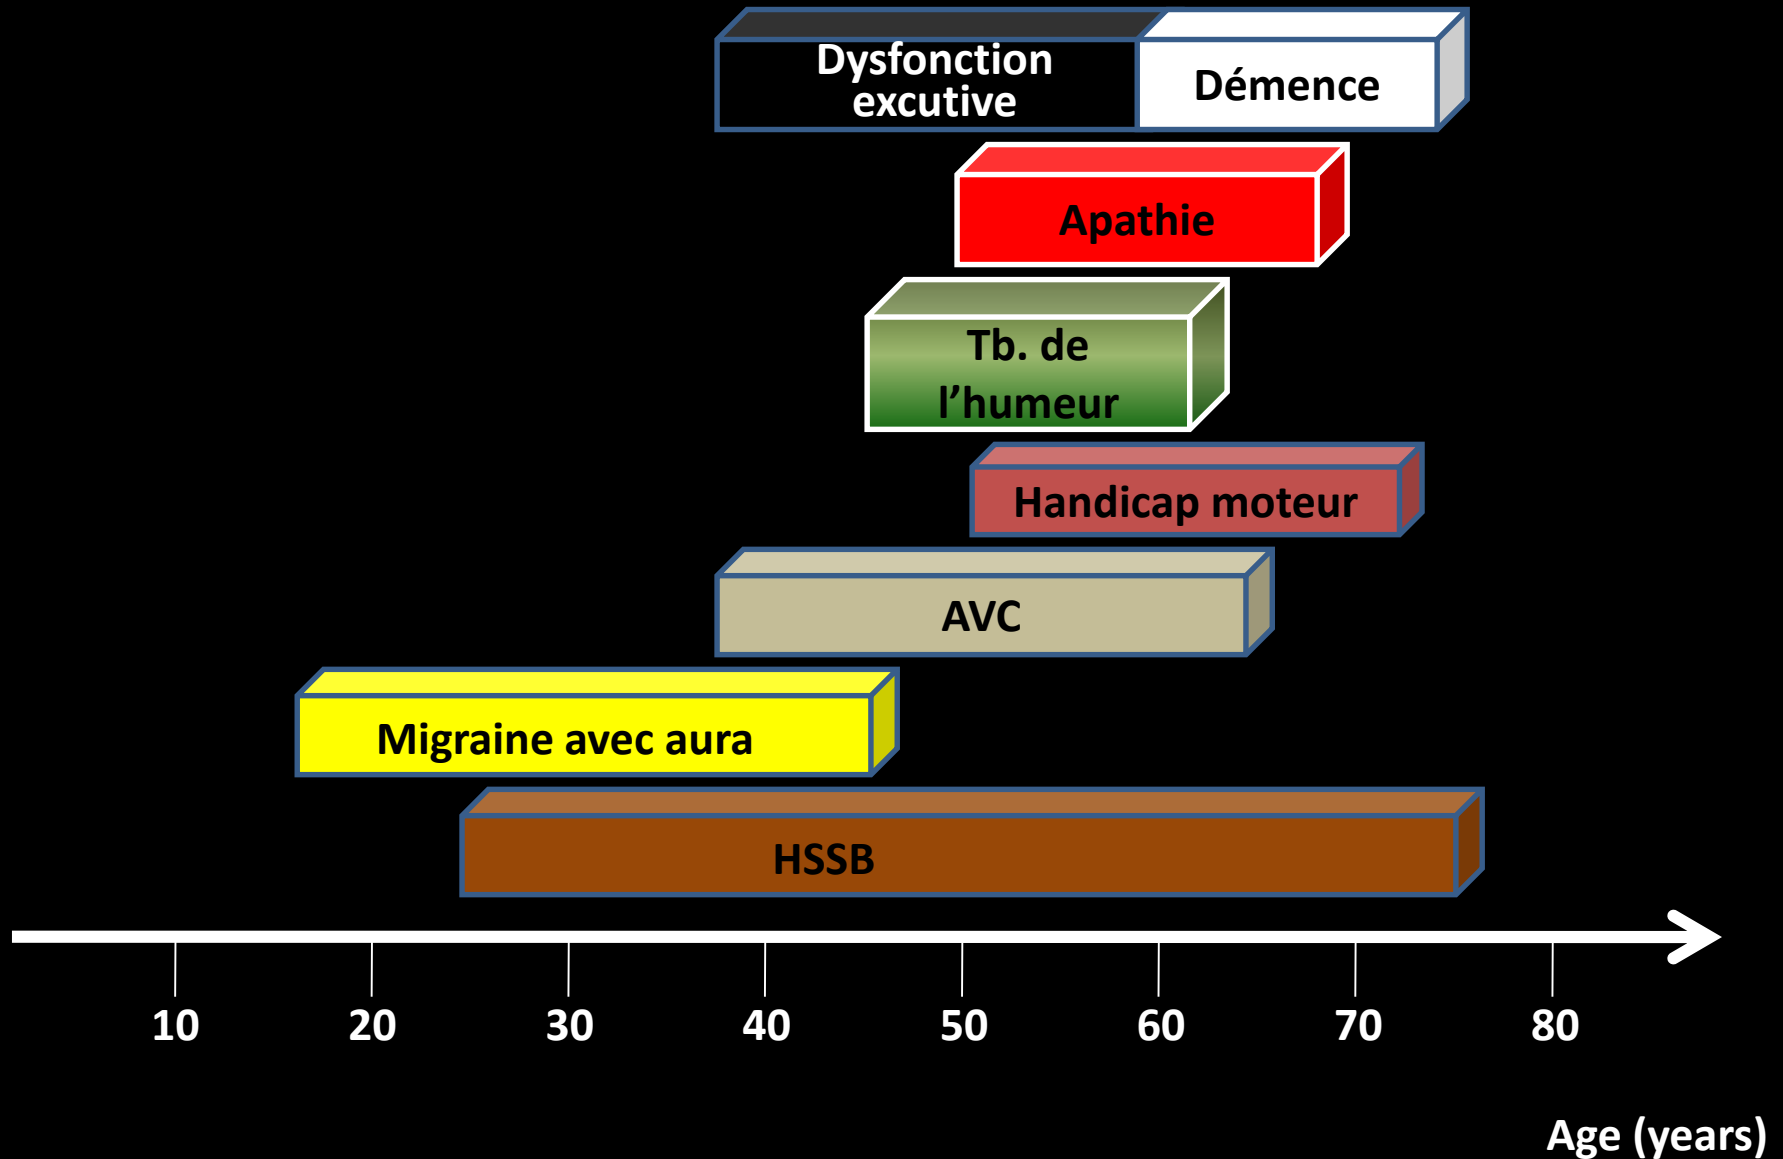 Dysfonction
excutive
Démence
Apathie
Tb. de
l’humeur
Handicap moteur
AVC
Migraine avec aura
HSSB
10 20 30 40 50 60 70 80
Age (years)